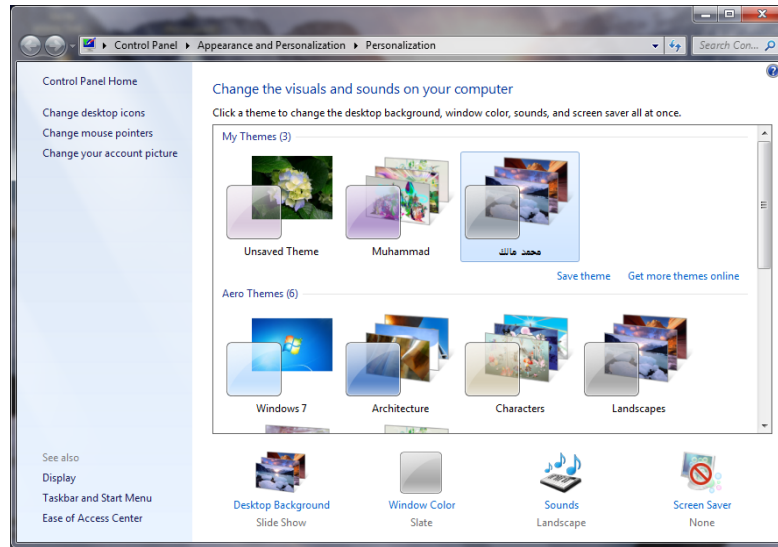 Control Panel Appearance and Personalization Personalization
Search Con...
Control Panel Home
Change desktop icons
Change mouse pointers
Change your account picture
Change the visuals and sounds on your computer
Click a theme to change the desktop background, window color, sounds, and screen saver all at once.
My Themes (3)
Unsaved Theme
Muhammad
محمد مالك
Save theme Get more themes online
Aero Themes (6)
Windows 7
Architecture
Characters
Landscapes
See also
Display
Taskbar and Start Menu
Ease of Access Center
Desktop Background
Slide Show
Window Color
Slate
Sounds
Landscape
Screen Saver
None